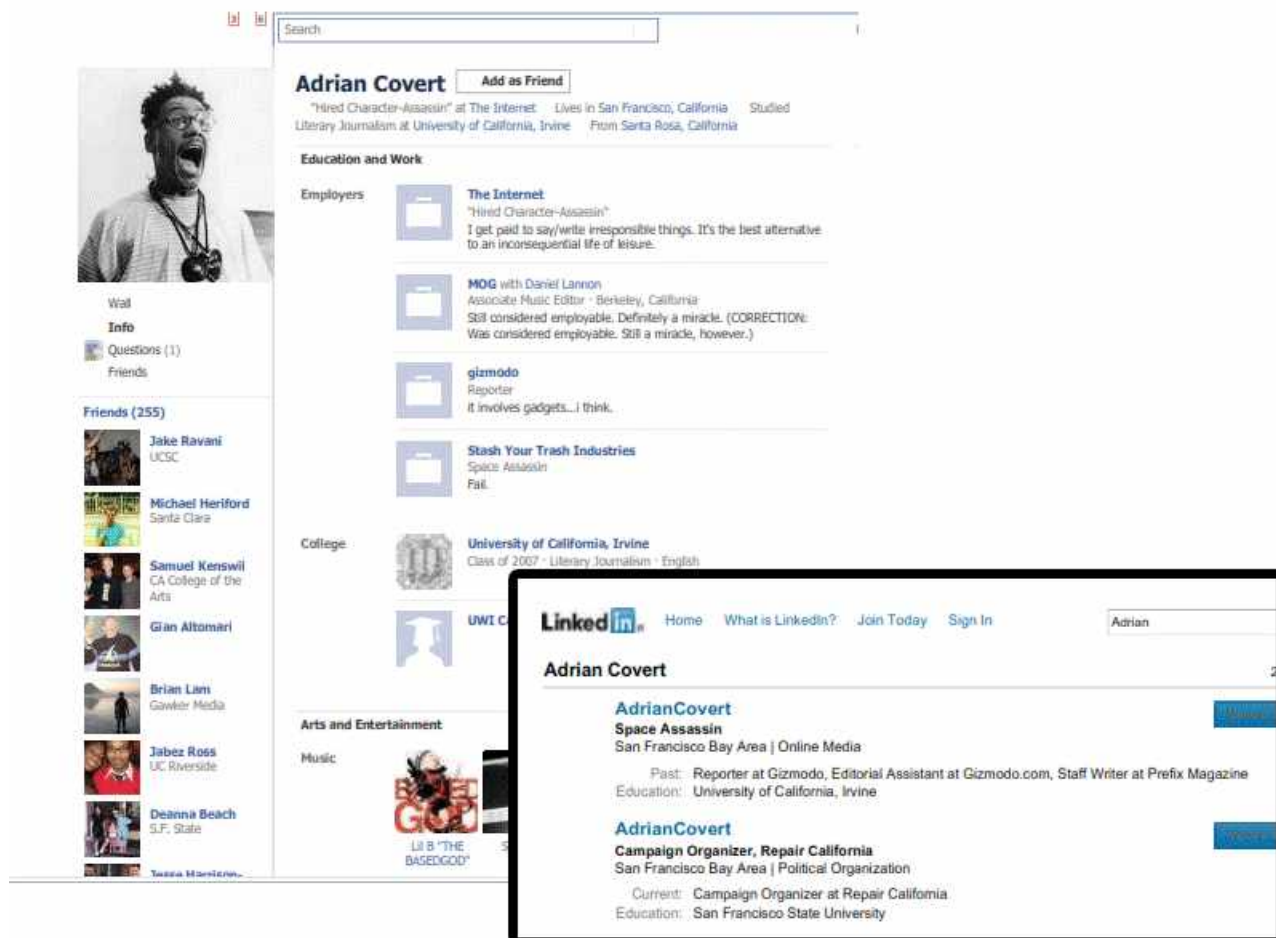 3 6
Search
Adrian Covert Add as Friend
"Hired Character-Assassin" at The Internet Lives in San Francisco, California Studied
Literary Journalism at University of California, Irvine From Santa Rosa, California
Education and Work
Employers
The Internet
"Hired Character-Assassin"
I get paid to say/write irresponsible things. It's the best alternative
to an inconsequential life of leisure.
MOG with Daniel Lannon
Associate Music Editor · Berkeley, California
Still considered employable. Definitely a miracle. (CORRECTION:
Was considered employable. Still a miracle, however.)
gizmodo
Reporter
it involves gadgets...i think.
Stash Your Trash Industries
Space Assassin
Fail.
College
University of California, Irvine
Class of 2007 · Literary Journalism · English
UWI
Arts and Entertainment
Music
BASED
GOD
Lil B "THE
BASEDGOD"
Wall
Info
Questions (1)
Friends
Friends (255)
Jake Ravani
UCSC
Michael Heriford
Santa Clara
Samuel Kenswil
CA College of the
Arts
Gian Altomari
Brian Lam
Gawker Media
Jabez Ross
UC Riverside
Deanna Beach
S.F. State
Jesse Harrison-
Linked in Home What is LinkedIn? Join Today Sign In Adrian
Adrian Covert 2
AdrianCovert
Space Assassin
San Francisco Bay Area | Online Media
Past: Reporter at Gizmodo, Editorial Assistant at Gizmodo.com, Staff Writer at Prefix Magazine
Education: University of California, Irvine
AdrianCovert
Campaign Organizer, Repair California
San Francisco Bay Area | Political Organization
Current: Campaign Organizer at Repair California
Education: San Francisco State University